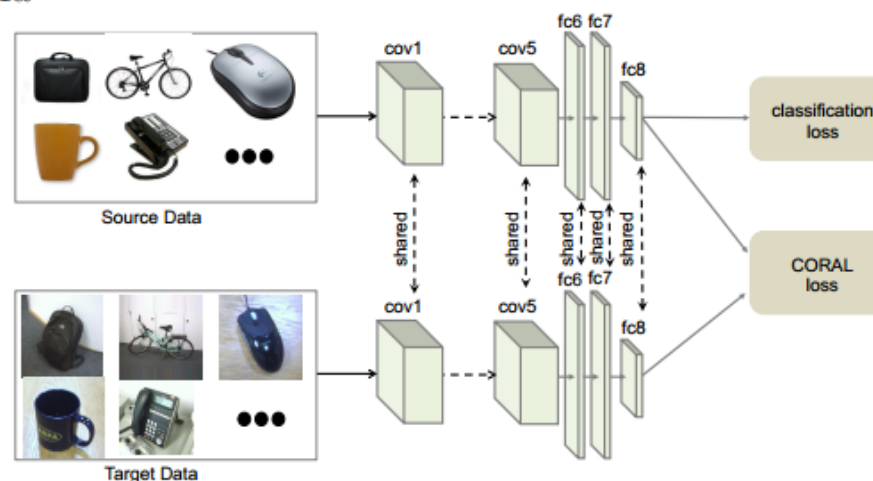 fc6 fc7
cov1
cov5
fc8
classification
loss
Source Data
shared
shared
shared
shared
shared
CORAL
loss
cov1
cov5
fc6 fc7
fc8
Target Data